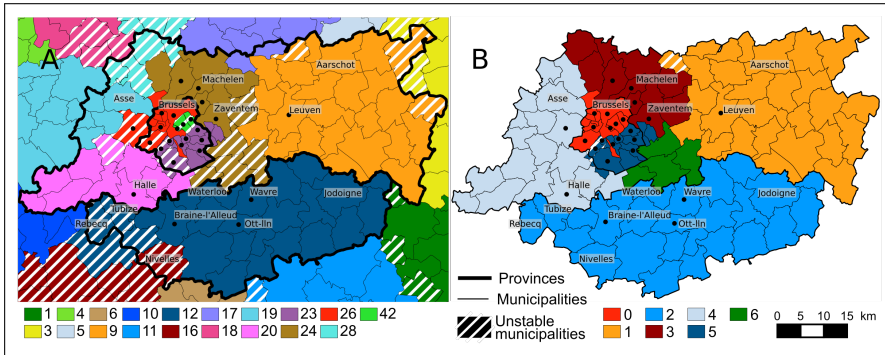 A
Machelen
Aarschot
Asse
Brussels
Zaventem
Leuven
Halle
Waterloo
Wavre
Jodoigne
Tubize
Rebecq
Braine-l'Alleud
Ott-lln
Nivelles
1 4 6 10 12 17 19 23 26 42
3 5 9 11 16 18 20 24 28
B
Machelen
Aarschot
Asse
Brussels
Zaventem
Leuven
Halle
Waterloo
Wavre
Jodoigne
Tubize
Rebecq
Braine-l'Alleud
Ott-lln
Nivelles
Provinces
Municipalities
Unstable
municipalities
0 2 4 6
1 3 5
0 5 10 15 km